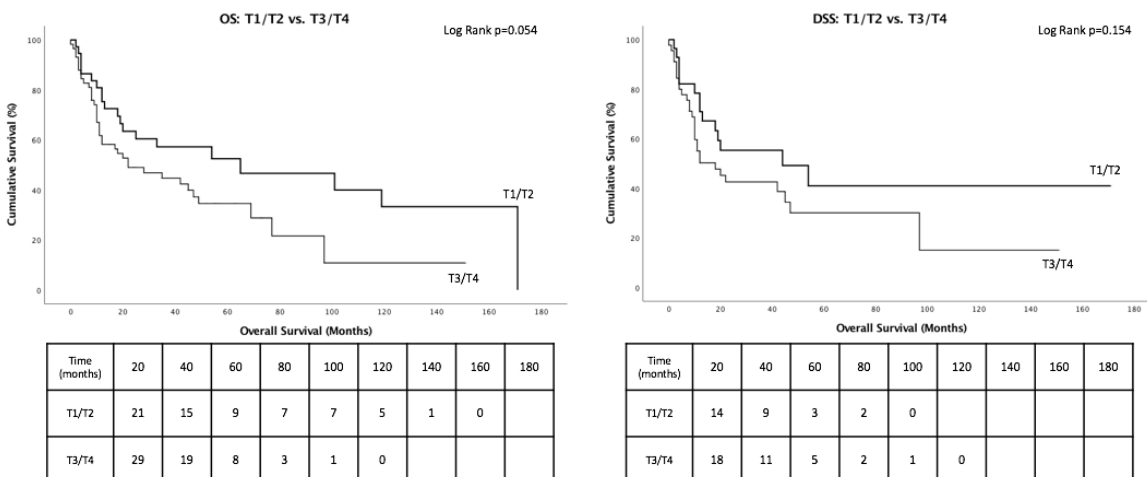 OS: T1/T2 vs. T3/T4
Log Rank p=0.054
Cumulative Survival (%)
100
80
60
40
20
0
T1/T2
T3/T4
0 20 40 60 80 100 120 140 160 180
Overall Survival (Months)
Time (months) 20 40 60 80 100 120 140 160 180
T1/T2 21 15 9 7 7 5 1 0
T3/T4 29 19 8 3 1 0
DSS: T1/T2 vs. T3/T4
Log Rank p=0.154
Cumulative Survival (%)
100
80
60
40
20
0
T1/T2
T3/T4
0 20 40 60 80 100 120 140 160 180
Overall Survival (Months)
Time (months) 20 40 60 80 100 120 140 160 180
T1/T2 14 9 3 2 0
T3/T4 18 11 5 2 1 0